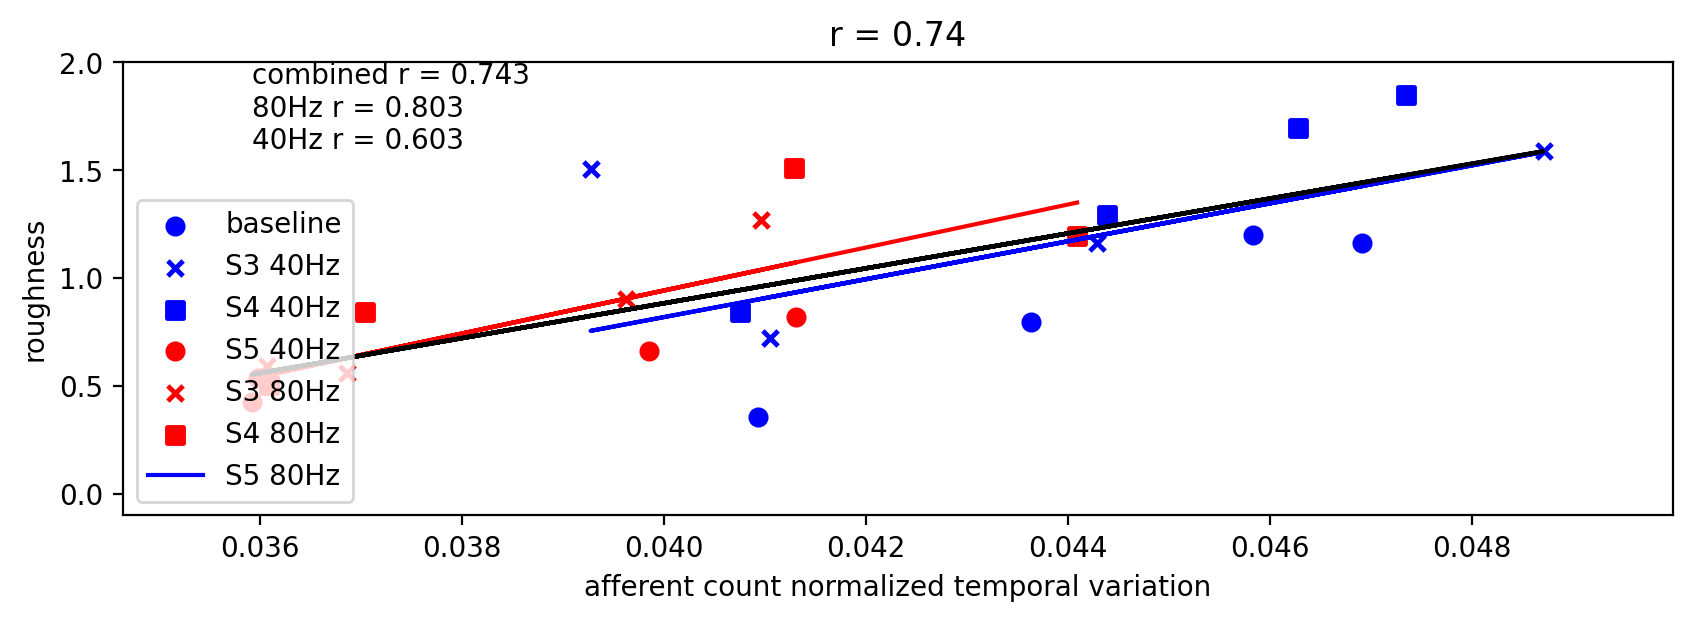 r = 0.74
combined r = 0.743
80Hz r = 0.803
40Hz r = 0.603
roughness
2.0
1.5
1.0
0.5
0.0
baseline
S3 40Hz
S4 40Hz
S5 40Hz
S3 80Hz
S4 80Hz
S5 80Hz
0.036 0.038 0.040 0.042 0.044 0.046 0.048
afferent count normalized temporal variation